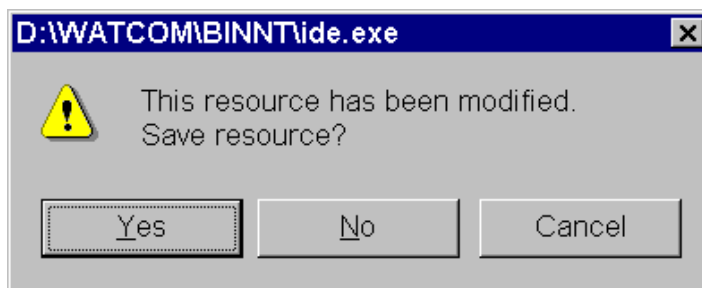 D:\WATCOM\BINNT\ide.exe
This resource has been modified.
Save resource?
Yes
No
Cancel